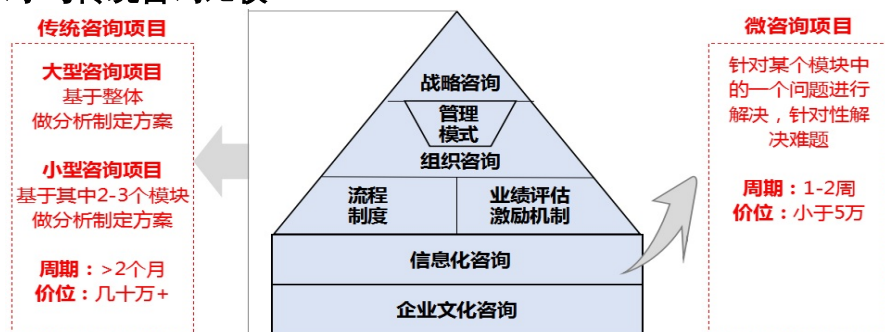 传统咨询项目
大型咨询项目
基于整体
做分析制定方案
小型咨询项目
基于其中2-3个模块
做分析制定方案
周期：>2个月
价位：几十万+
战略咨询
管理
模式
组织咨询
流程
制度
业绩评估
激励机制
信息化咨询
企业文化咨询
微咨询项目
针对某个模块中
的一个问题进行
解决，针对性解
决难题
周期：1-2周
价位：小于5万